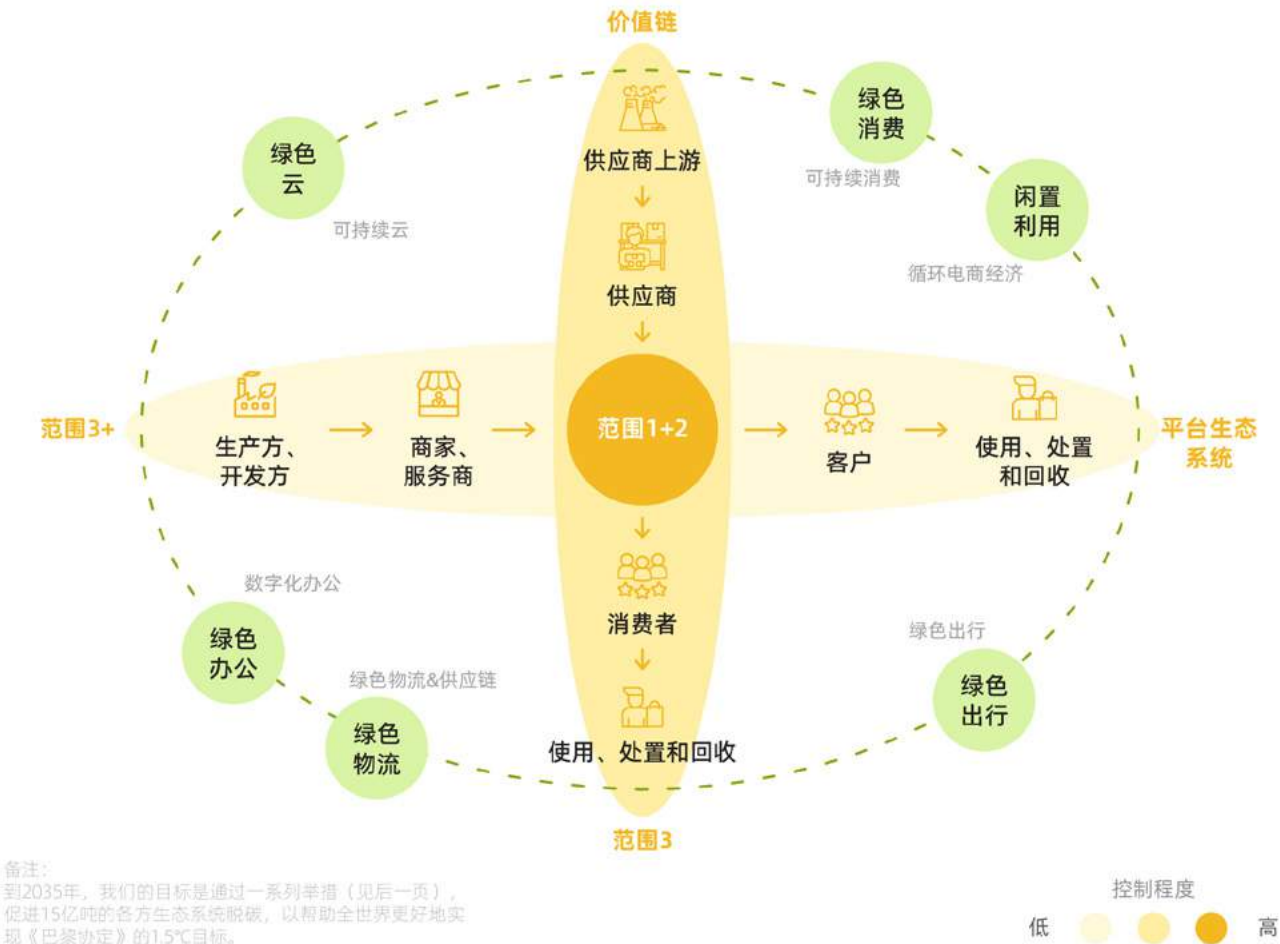 价值链
绿色
云
可持续云
供应商上游
绿色
消费
可持续消费
闲置
利用
循环电商经济
供应商
范围3+
生产方、
开发方
商家、
服务商
范围1+2
客户
使用、处置
和回收
平台生态
系统
数字化办公
绿色
办公
绿色物流&供应链
绿色
物流
消费者
使用、处置和回收
绿色出行
绿色
出行
范围3
备注:
到2035年，我们的目标是通过一系列举措（见后一页），
促进15亿吨的各方生态系统脱碳，以帮助全世界更好地实
现《巴黎协定》的1.5℃目标。
控制程度
低
高